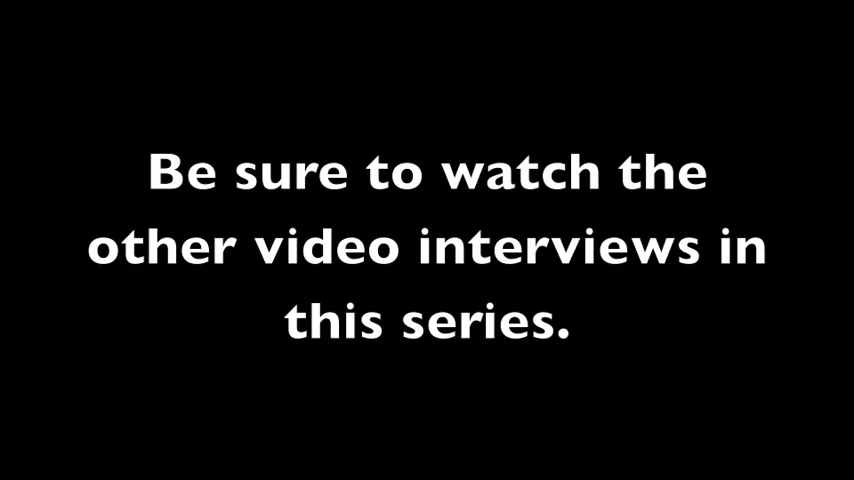 Be sure to watch the
other video interviews in
this series.